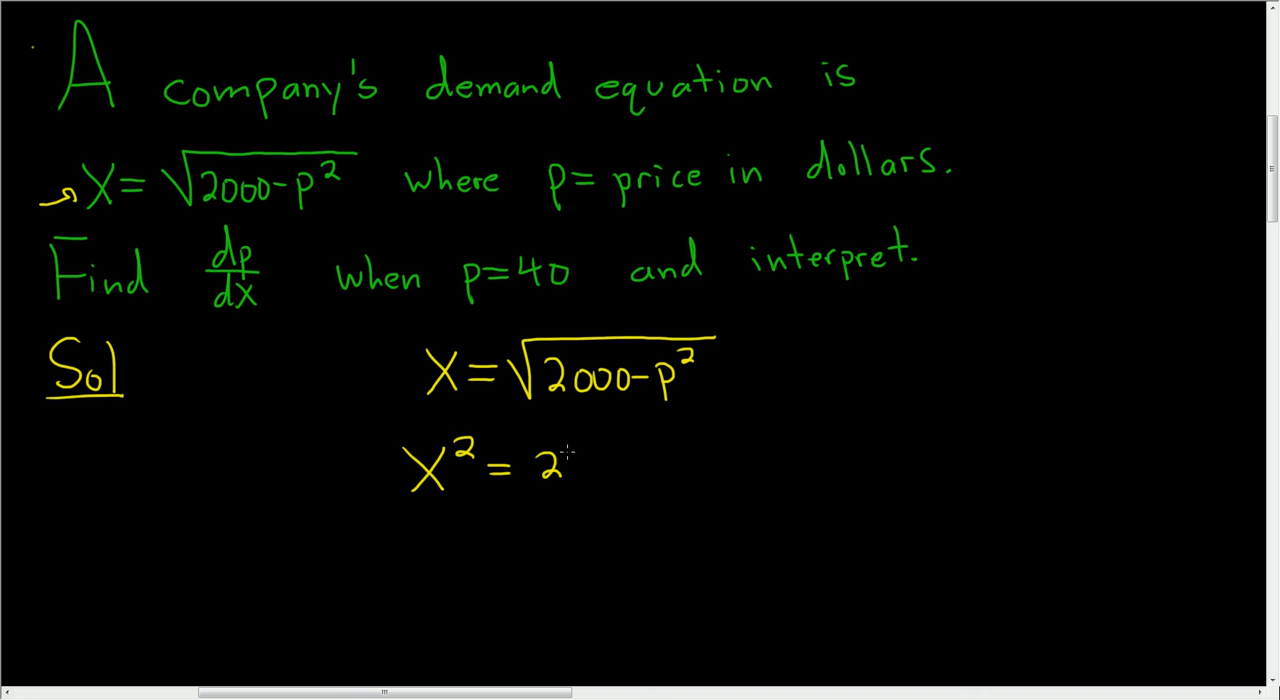 A company's demand equation is
X = √(2000-p²) where p = price in dollars.
Find dp/dx when p=40 and interpret.
Sol X = √(2000-p²)
X² = 2